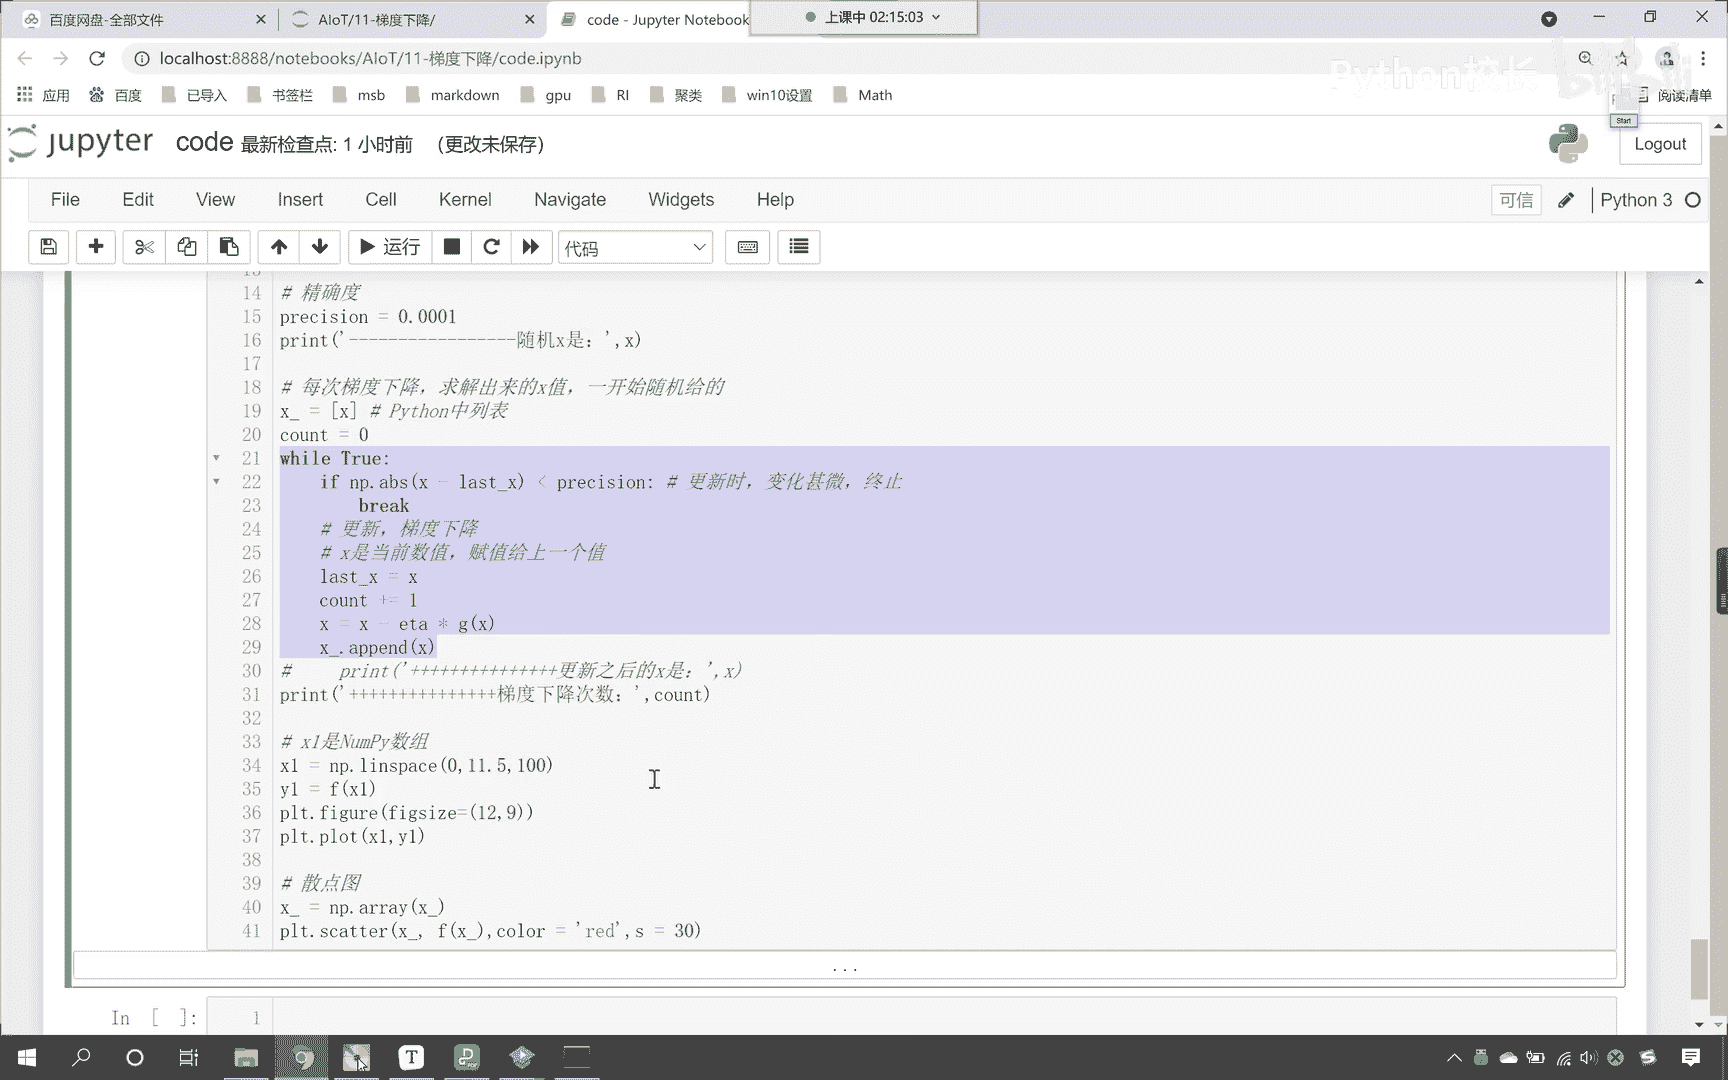 百度网盘-全部文件
AIoT/11-梯度下降/
code - Jupyter Notebook
上课中 02:15:03
localhost:8888/notebooks/AIoT/11-梯度下降/code.ipynb
Python校长
应用
百度
已导入
书签栏
msb
markdown
gpu
RI
聚类
win10设置
Math
阅读清单
Start
jupyter
code 最新检查点: 1 小时前 (更改未保存)
Logout
File Edit View Insert Cell Kernel Navigate Widgets Help
可信
Python 3
运行
代码
13
14 # 精确度
15 precision = 0.0001
16 print('-----------------随机x是：',x)
17
18 # 每次梯度下降，求解出来的x值，一开始随机给的
19 x_ = [x] # Python中列表
20 count = 0
21 while True:
22 if np.abs(x - last_x) < precision: # 更新时，变化甚微，终止
23 break
24 # 更新，梯度下降
25 # x是当前数值，赋值给上一个值
26 last_x = x
27 count += 1
28 x = x - eta * g(x)
29 x_.append(x)
30 # print('+++++++++++++++更新之后的x是：',x)
31 print('+++++++++++++++梯度下降次数：',count)
32
33 # x1是NumPy数组
34 x1 = np.linspace(0,11.5,100)
35 y1 = f(x1)
36 plt.figure(figsize=(12,9))
37 plt.plot(x1,y1)
38
39 # 散点图
40 x_ = np.array(x_)
41 plt.scatter(x_, f(x_),color = 'red',s = 30)
...
In [ ]: 1